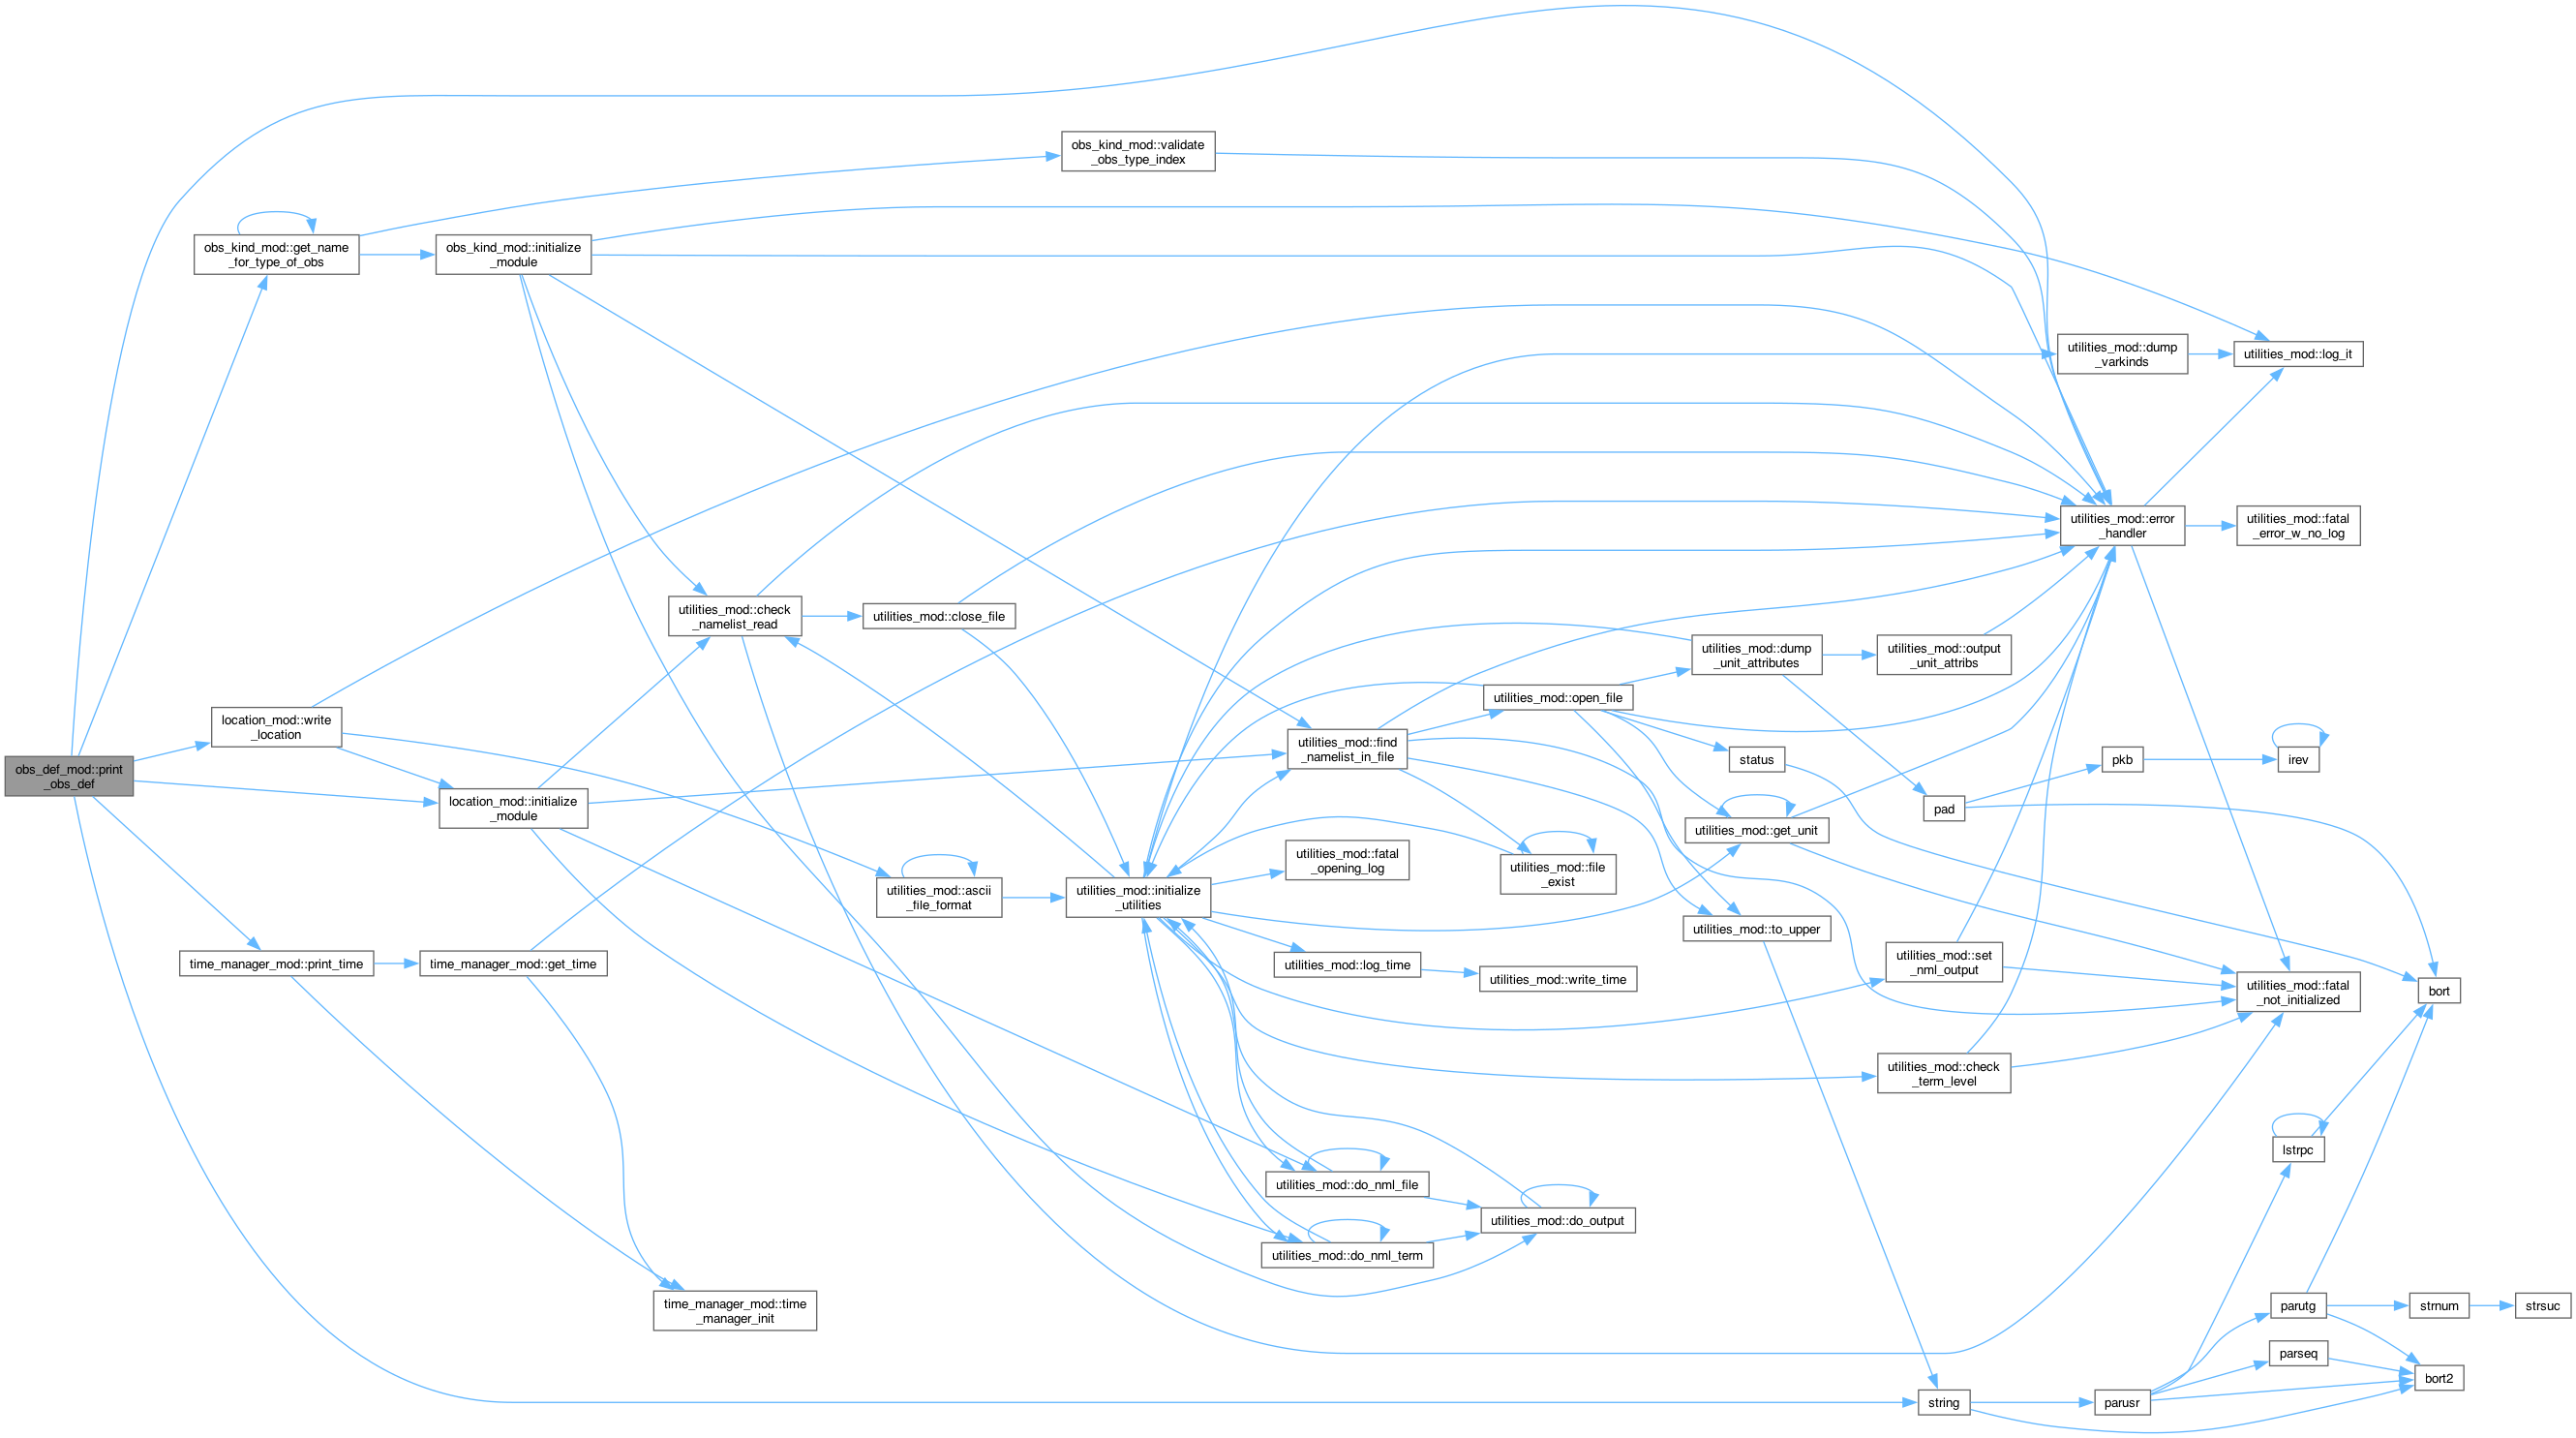 obs_def_mod::print
_obs_def
obs_kind_mod::get_name
_for_type_of_obs
location_mod::write
_location
time_manager_mod::print_time
obs_kind_mod::initialize
_module
location_mod::initialize
_module
time_manager_mod::get_time
utilities_mod::check
_namelist_read
time_manager_mod::time
_manager_init
utilities_mod::close_file
utilities_mod::ascii
_file_format
obs_kind_mod::validate
_obs_type_index
utilities_mod::initialize
_utilities
utilities_mod::find
_namelist_in_file
utilities_mod::fatal
_opening_log
utilities_mod::log_time
utilities_mod::do_nml_file
utilities_mod::do_nml_term
utilities_mod::open_file
utilities_mod::file
_exist
utilities_mod::write_time
utilities_mod::do_output
utilities_mod::dump
_unit_attributes
status
utilities_mod::get_unit
utilities_mod::to_upper
utilities_mod::output
_unit_attribs
pad
utilities_mod::set
_nml_output
utilities_mod::check
_term_level
string
utilities_mod::dump
_varkinds
utilities_mod::error
_handler
pkb
parusr
utilities_mod::log_it
utilities_mod::fatal
_error_w_no_log
irev
utilities_mod::fatal
_not_initialized
lstrpc
parutg
parseq
bort
strnum
bort2
strsuc